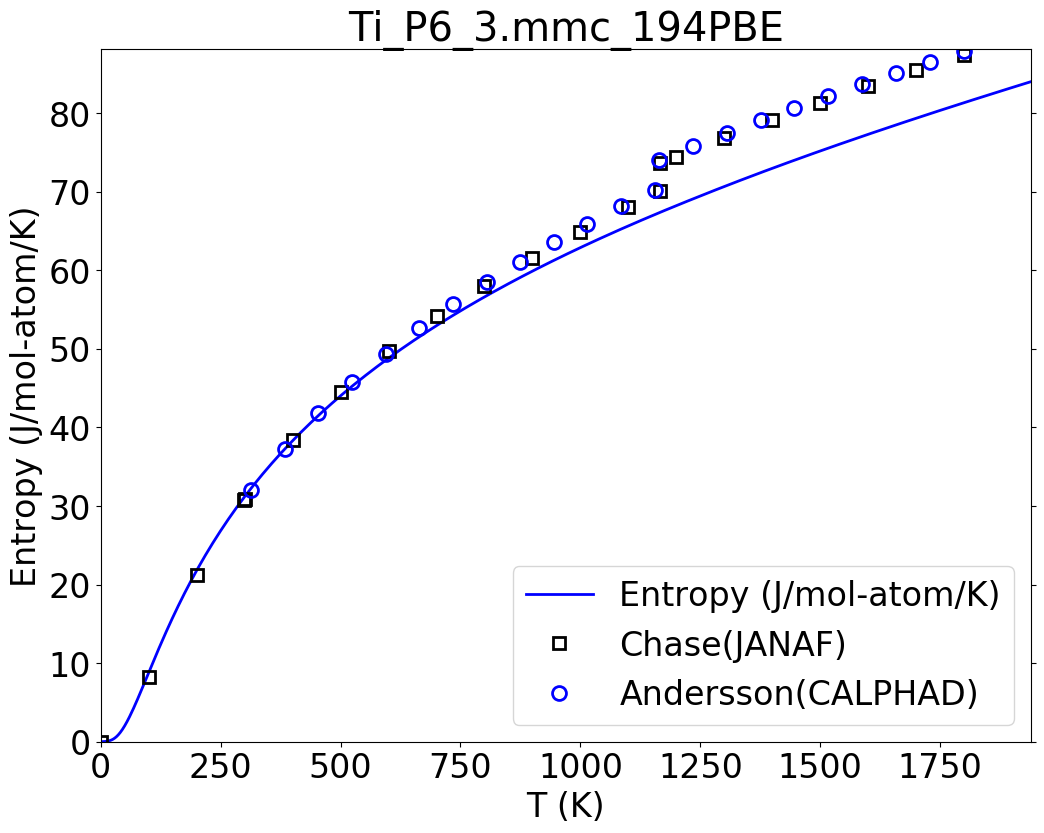 Ti_P6_3.mmc_194PBE
Entropy (J/mol-atom/K)
80
70
60
50
40
30
20
10
0
Entropy (J/mol-atom/K)
Chase(JANAF)
Andersson(CALPHAD)
0 250 500 750 1000 1250 1500 1750
T (K)